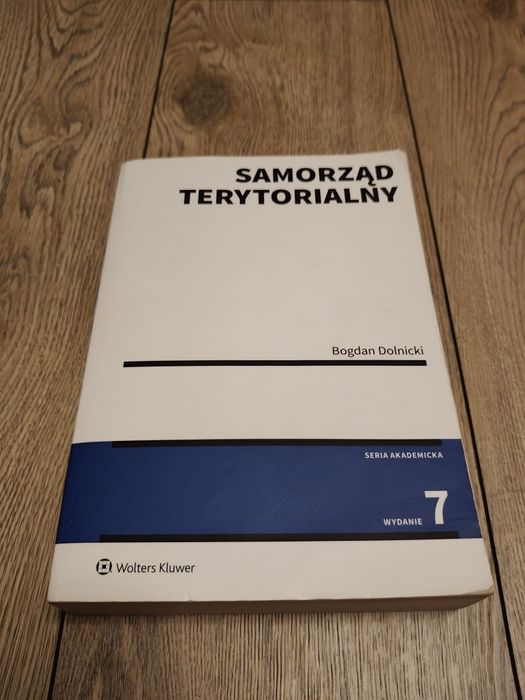 SAMORZĄD
TERYTORIALNY
Bogdan Dolnicki
SERIA AKADEMICKA
WYDANIE 7
Wolters Kluwer